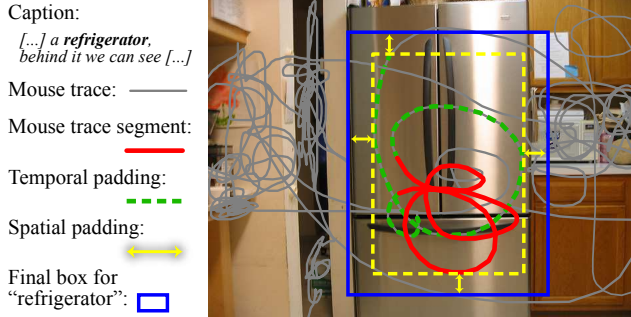 Caption:
[...] a refrigerator,
behind it we can see [...]
Mouse trace:
Mouse trace segment:
Temporal padding:
Spatial padding:
Final box for
“refrigerator”: